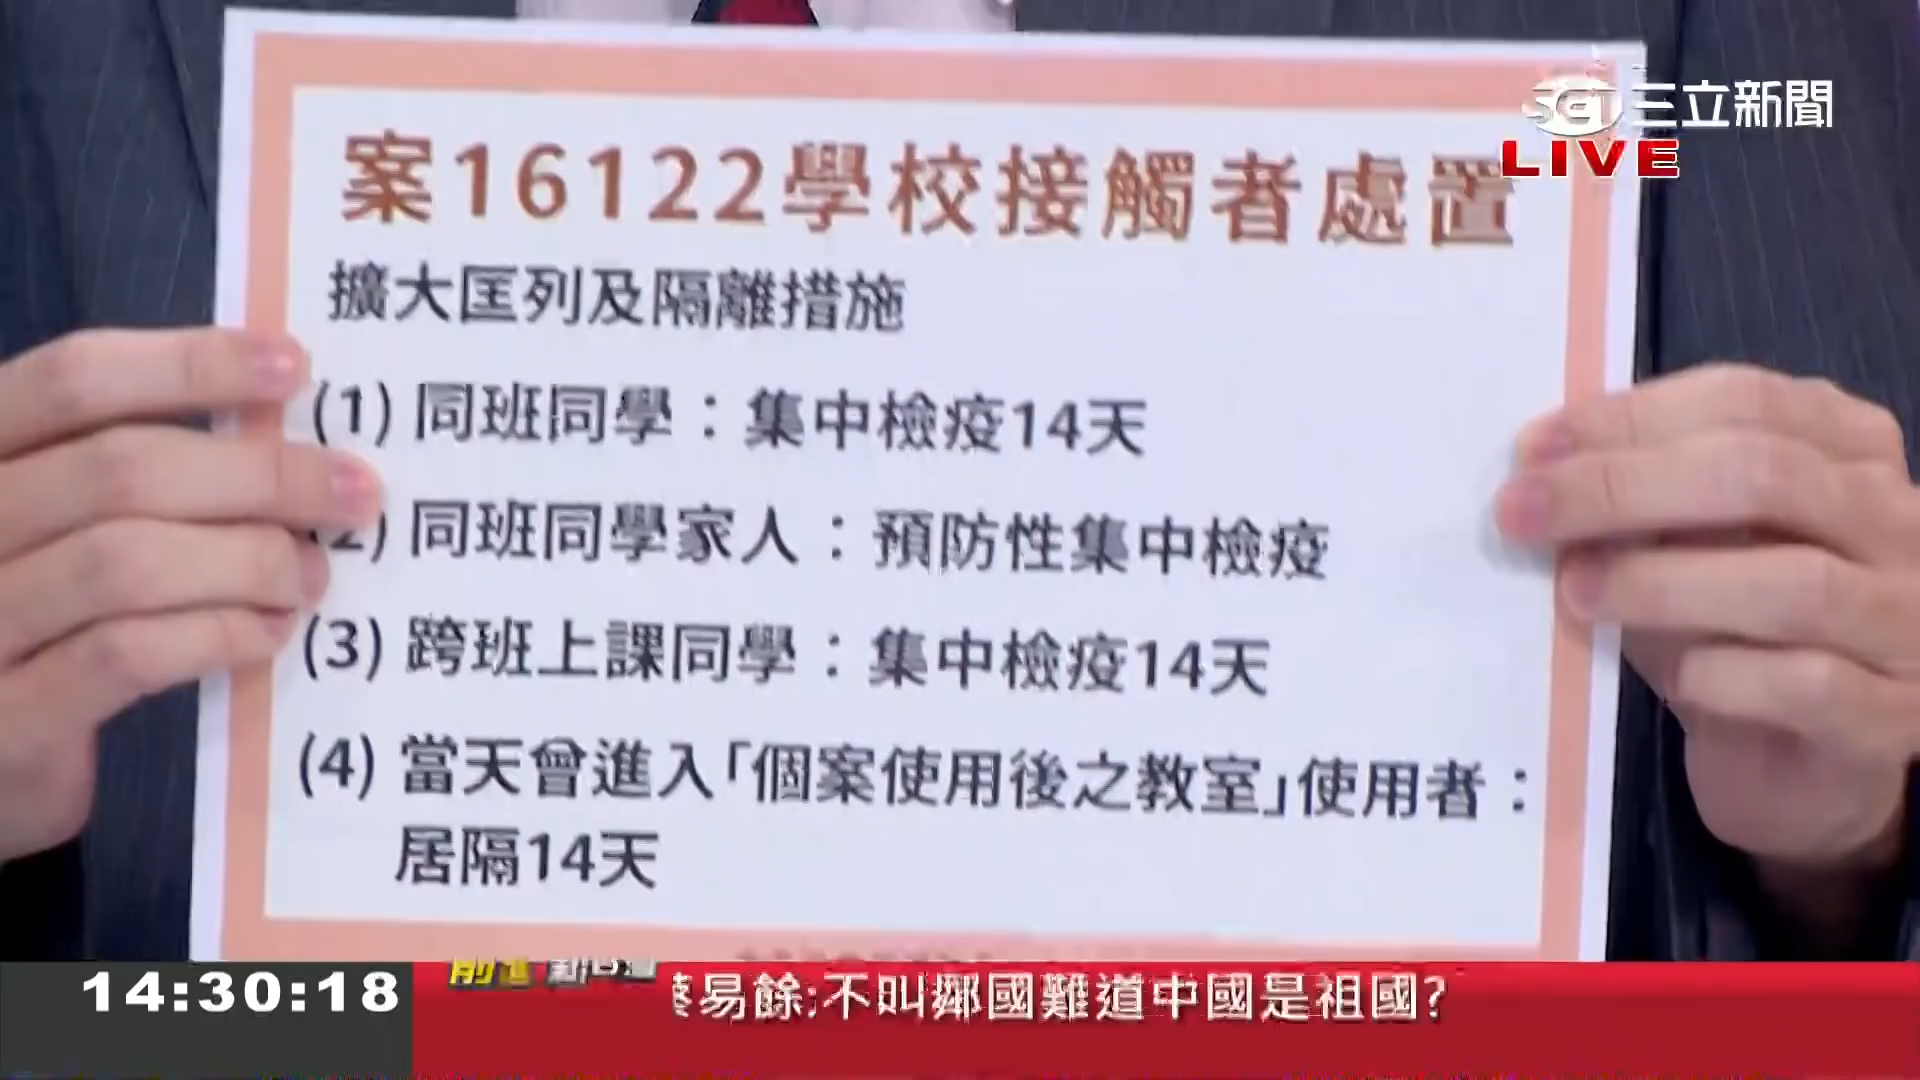 SET三立新聞
LIVE
案16122學校接觸者處置
擴大匡列及隔離措施
(1) 同班同學：集中檢疫14天
(2) 同班同學家人：預防性集中檢疫
(3) 跨班上課同學：集中檢疫14天
(4) 當天曾進入「個案使用後之教室」使用者：
居隔14天
14:30:18
易餘:不叫鄰國難道中國是祖國?